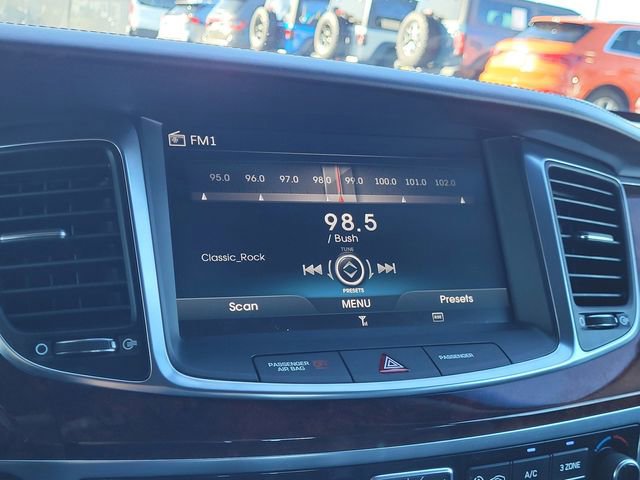 FM1
95.0 96.0 97.0 98.0 99.0 100.0 101.0 102.0
98.5
/ Bush
TUNE
Classic_Rock
PRESETS
Scan MENU Presets
PASSENGER AIR BAG OFF PASSENGER
A/C 3 ZONE